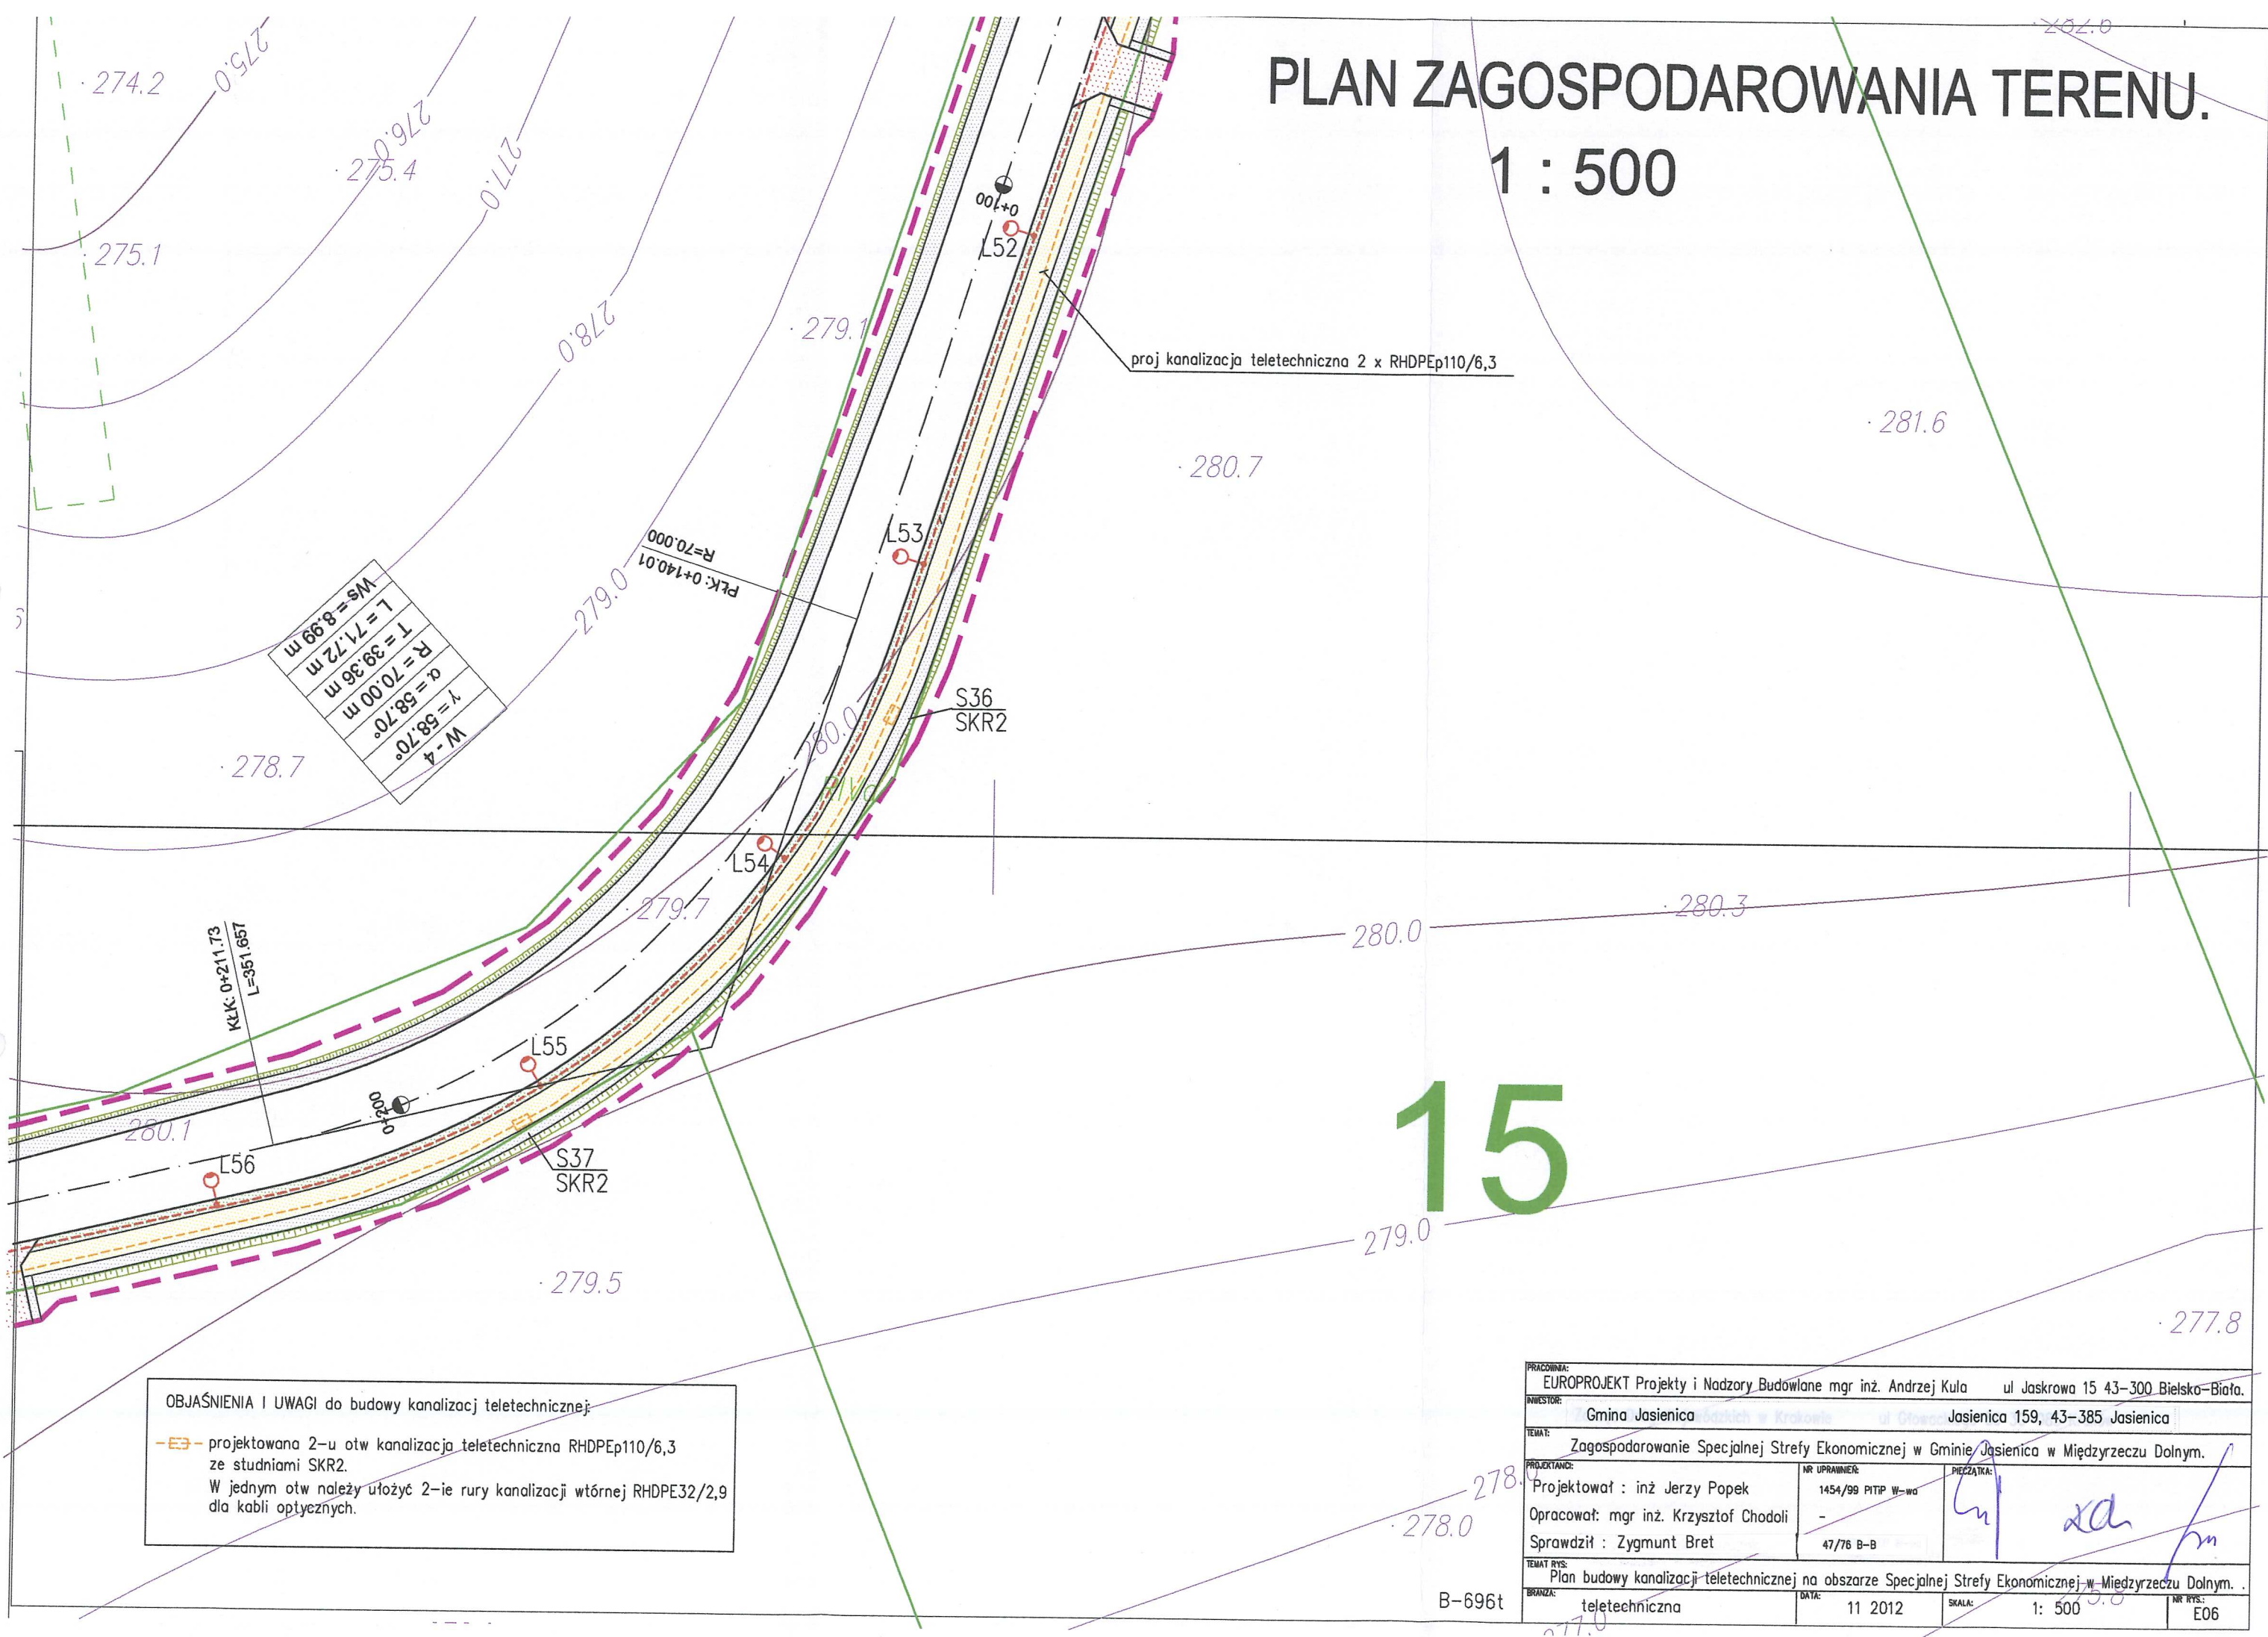 PLAN ZAGOSPODAROWANIA TERENU.
1 : 500
282.0
274.2
275.0
276.0
275.4
277.0
275.1
278.0
279.1
0+100
L52
proj kanalizacja teletechniczna 2 x RHDPEp110/6,3
281.6
280.7
L53
PŁK: 0+140.01
R=70.000
279.0
W - 4
γ = 58.70°
α = 58.70°
R = 70.00 m
T = 39.36 m
L = 71.72 m
Ws= 8.99 m
S36
SKR2
280.0
278.7
L54
279.7
280.3
280.0
KŁK: 0+211.73
L=351.657
L55
0+200
280.1
L56
S37
SKR2
15
279.0
279.5
277.8
OBJAŚNIENIA I UWAGI do budowy kanalizacj teletechnicznej:
projektowana 2-u otw kanalizacja teletechniczna RHDPEp110/6,3
ze studniami SKR2.
W jednym otw należy ułożyć 2-ie rury kanalizacji wtórnej RHDPE32/2,9
dla kabli optycznych.
278.0
278.0
PRACOWNIA:
EUROPROJEKT Projekty i Nadzory Budowlane mgr inż. Andrzej Kula ul Jaskrowa 15 43-300 Bielsko-Biała.
INWESTOR:
Gmina Jasienica Jasienica 159, 43-385 Jasienica
TEMAT:
Zagospodarowanie Specjalnej Strefy Ekonomicznej w Gminie Jasienica w Międzyrzeczu Dolnym.
PROJEKTANCI: NR UPRAWNIEŃ: PIECZĄTKA:
Projektował : inż Jerzy Popek 1454/99 PITiP W-wa
Opracował: mgr inż. Krzysztof Chodoli -
Sprawdził : Zygmunt Bret 47/76 B-B
TEMAT RYS:
Plan budowy kanalizacji teletechnicznej na obszarze Specjalnej Strefy Ekonomicznej w Miedzyrzeczu Dolnym. .
BRANŻA: DATA: SKALA: NR RYS.:
teletechniczna 11 2012 1: 500 E06
275.8
B-696t
277.0